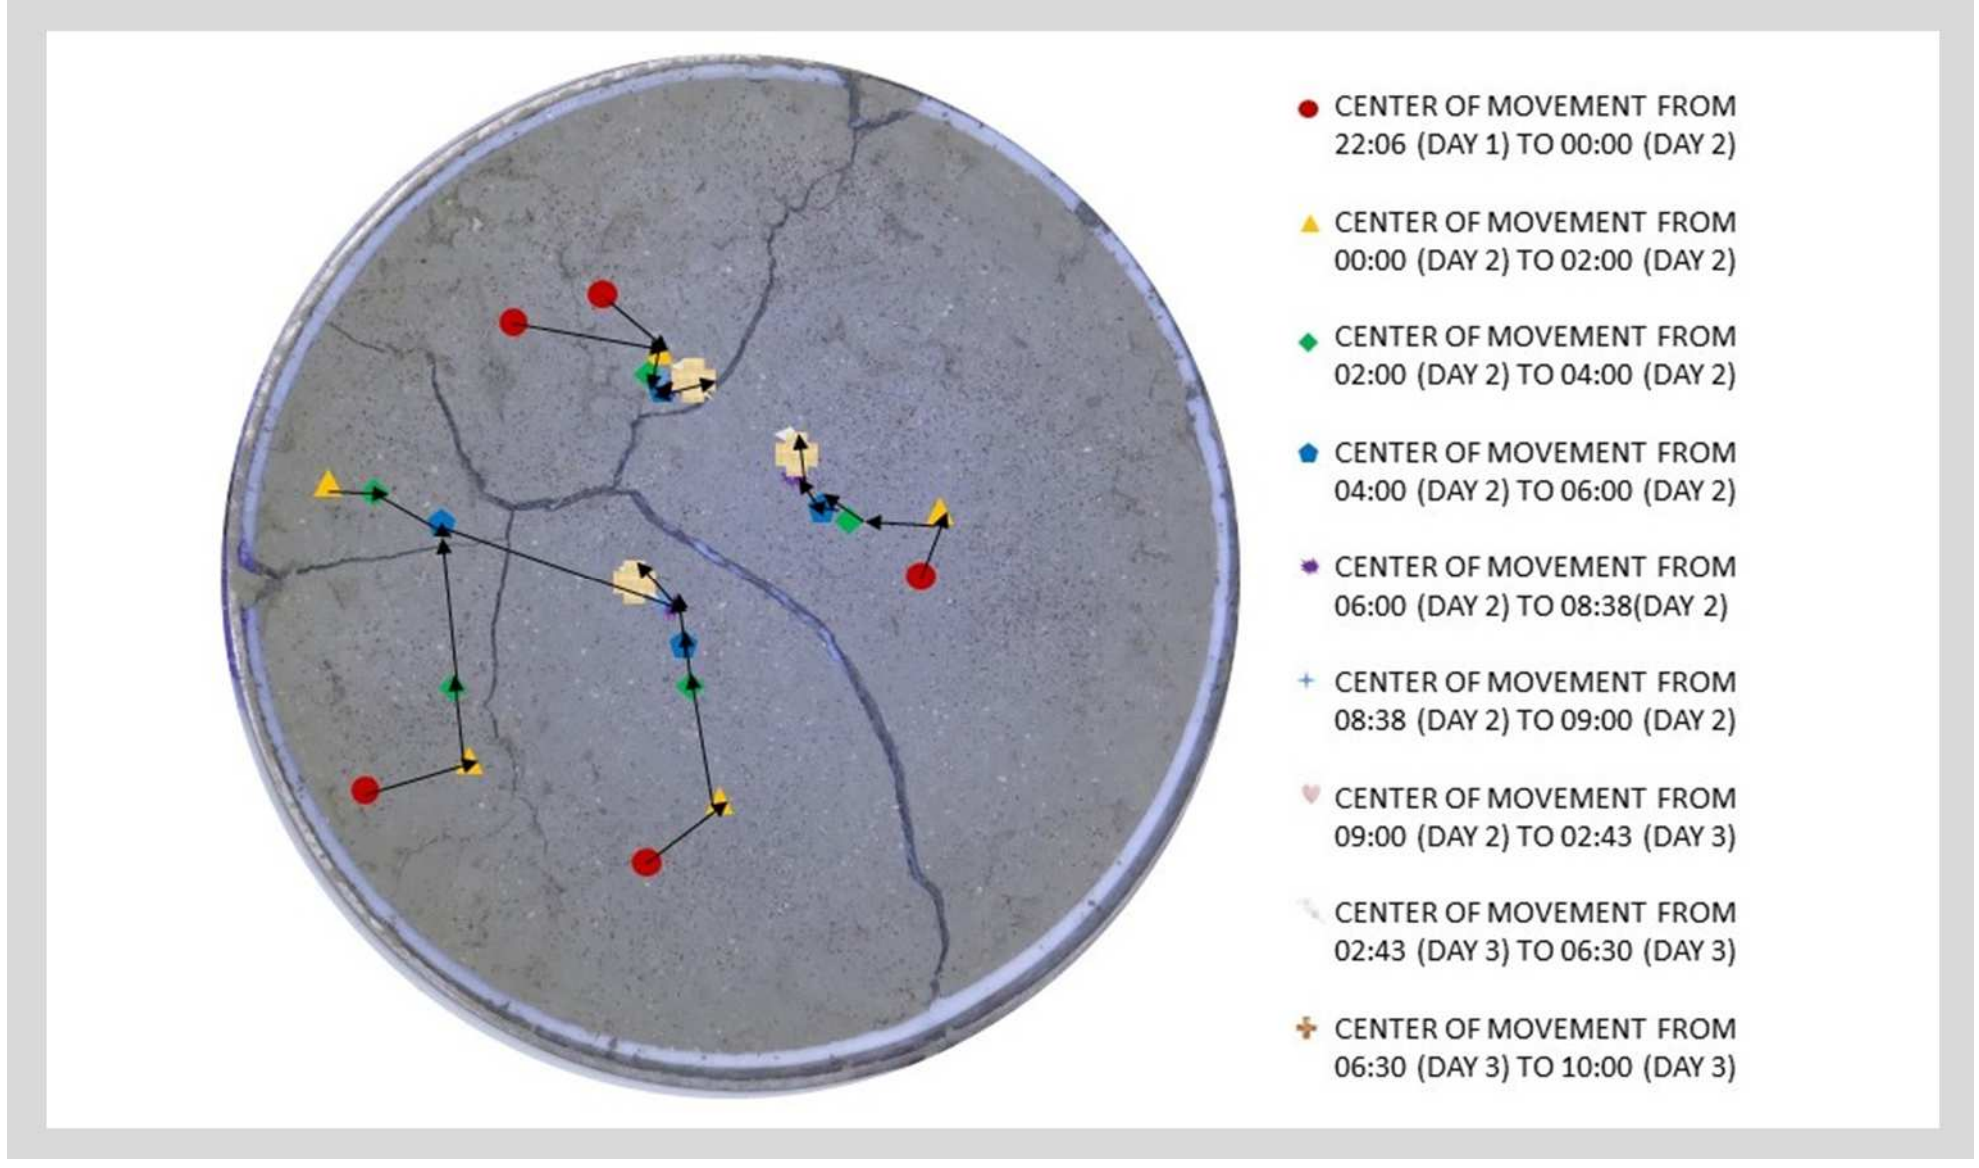 CENTER OF MOVEMENT FROM
22:06 (DAY 1) TO 00:00 (DAY 2)
CENTER OF MOVEMENT FROM
00:00 (DAY 2) TO 02:00 (DAY 2)
CENTER OF MOVEMENT FROM
02:00 (DAY 2) TO 04:00 (DAY 2)
CENTER OF MOVEMENT FROM
04:00 (DAY 2) TO 06:00 (DAY 2)
CENTER OF MOVEMENT FROM
06:00 (DAY 2) TO 08:38(DAY 2)
CENTER OF MOVEMENT FROM
08:38 (DAY 2) TO 09:00 (DAY 2)
CENTER OF MOVEMENT FROM
09:00 (DAY 2) TO 02:43 (DAY 3)
CENTER OF MOVEMENT FROM
02:43 (DAY 3) TO 06:30 (DAY 3)
CENTER OF MOVEMENT FROM
06:30 (DAY 3) TO 10:00 (DAY 3)